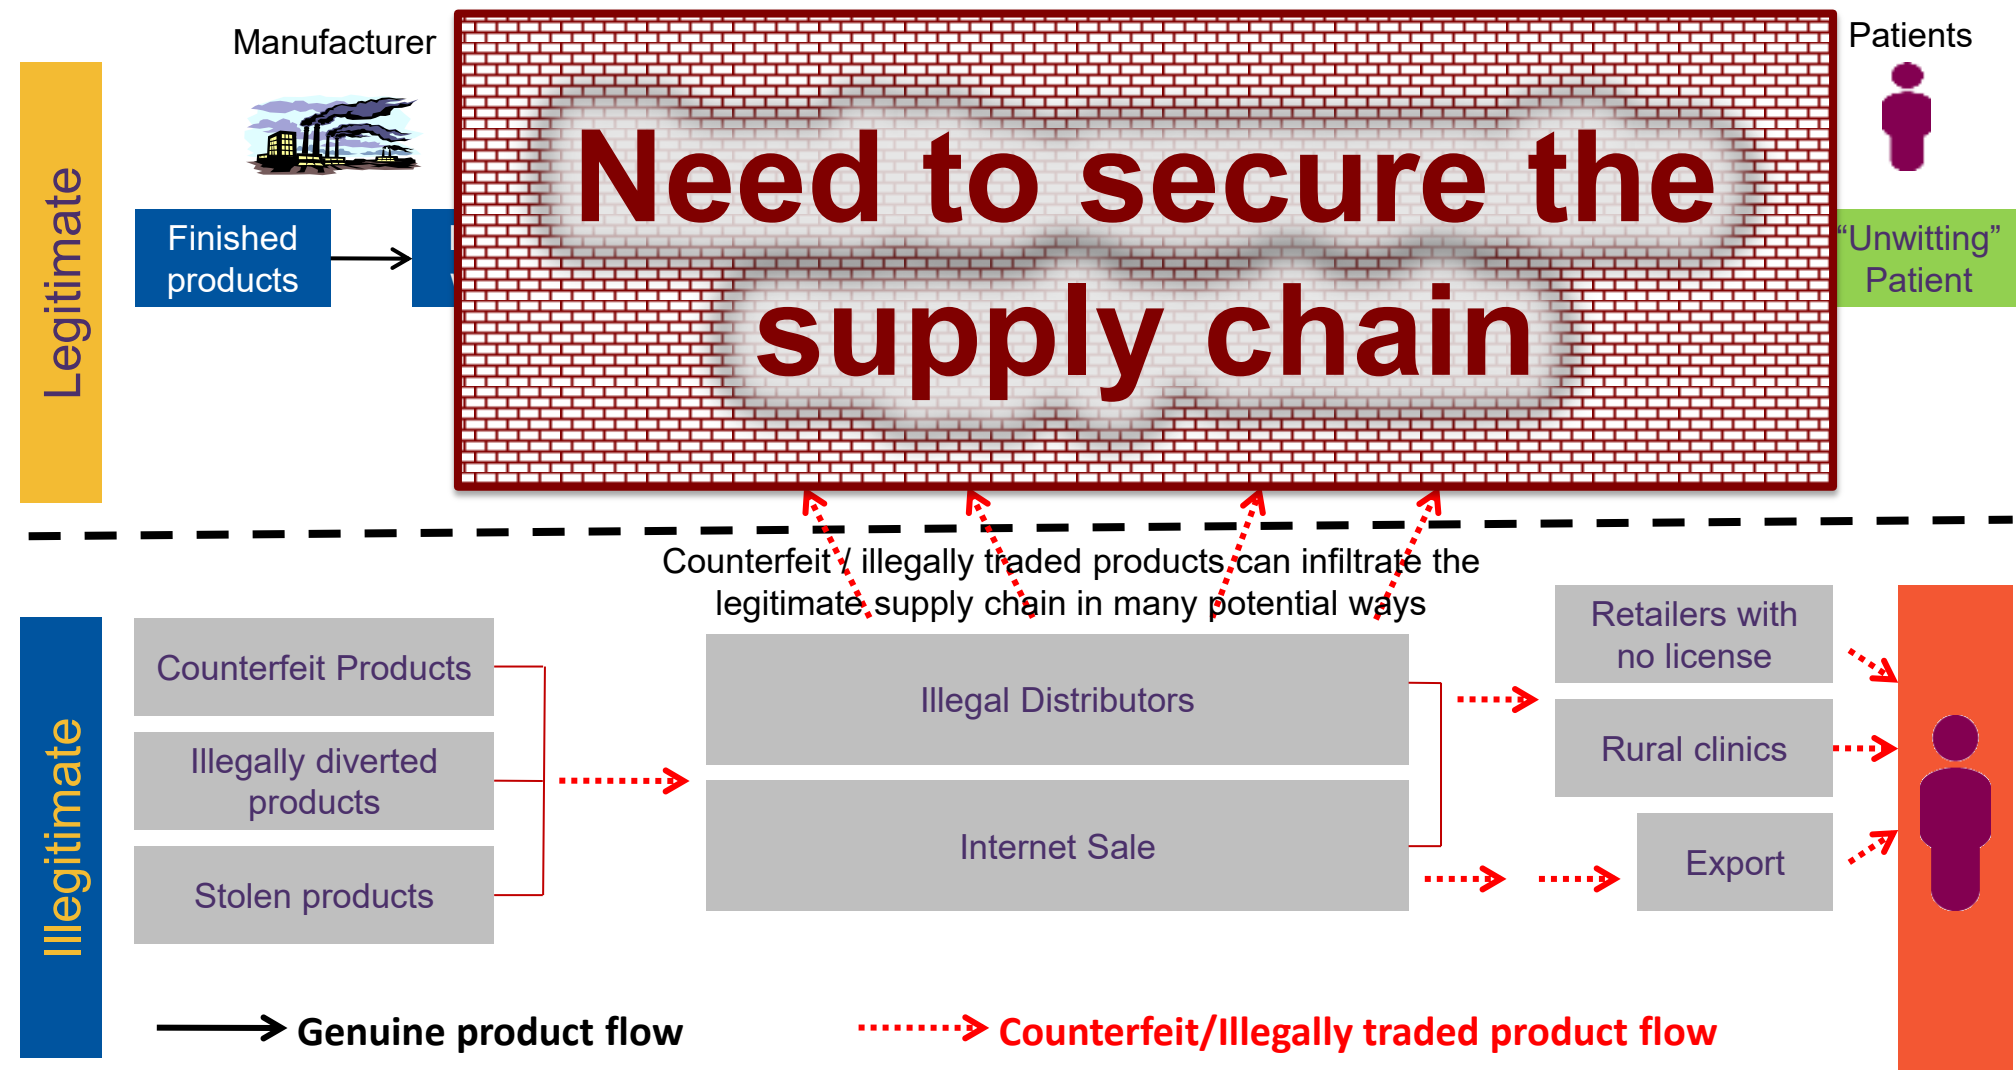 Manufacturer
Patients
Need to secure the
supply chain
Legitimate
Finished
products
“Unwitting”
Patient
Counterfeit / illegally traded products can infiltrate the
legitimate supply chain in many potential ways
Illegitimate
Counterfeit Products
Illegally diverted
products
Stolen products
Illegal Distributors
Internet Sale
Retailers with
no license
Rural clinics
Export
Genuine product flow
Counterfeit/Illegally traded product flow